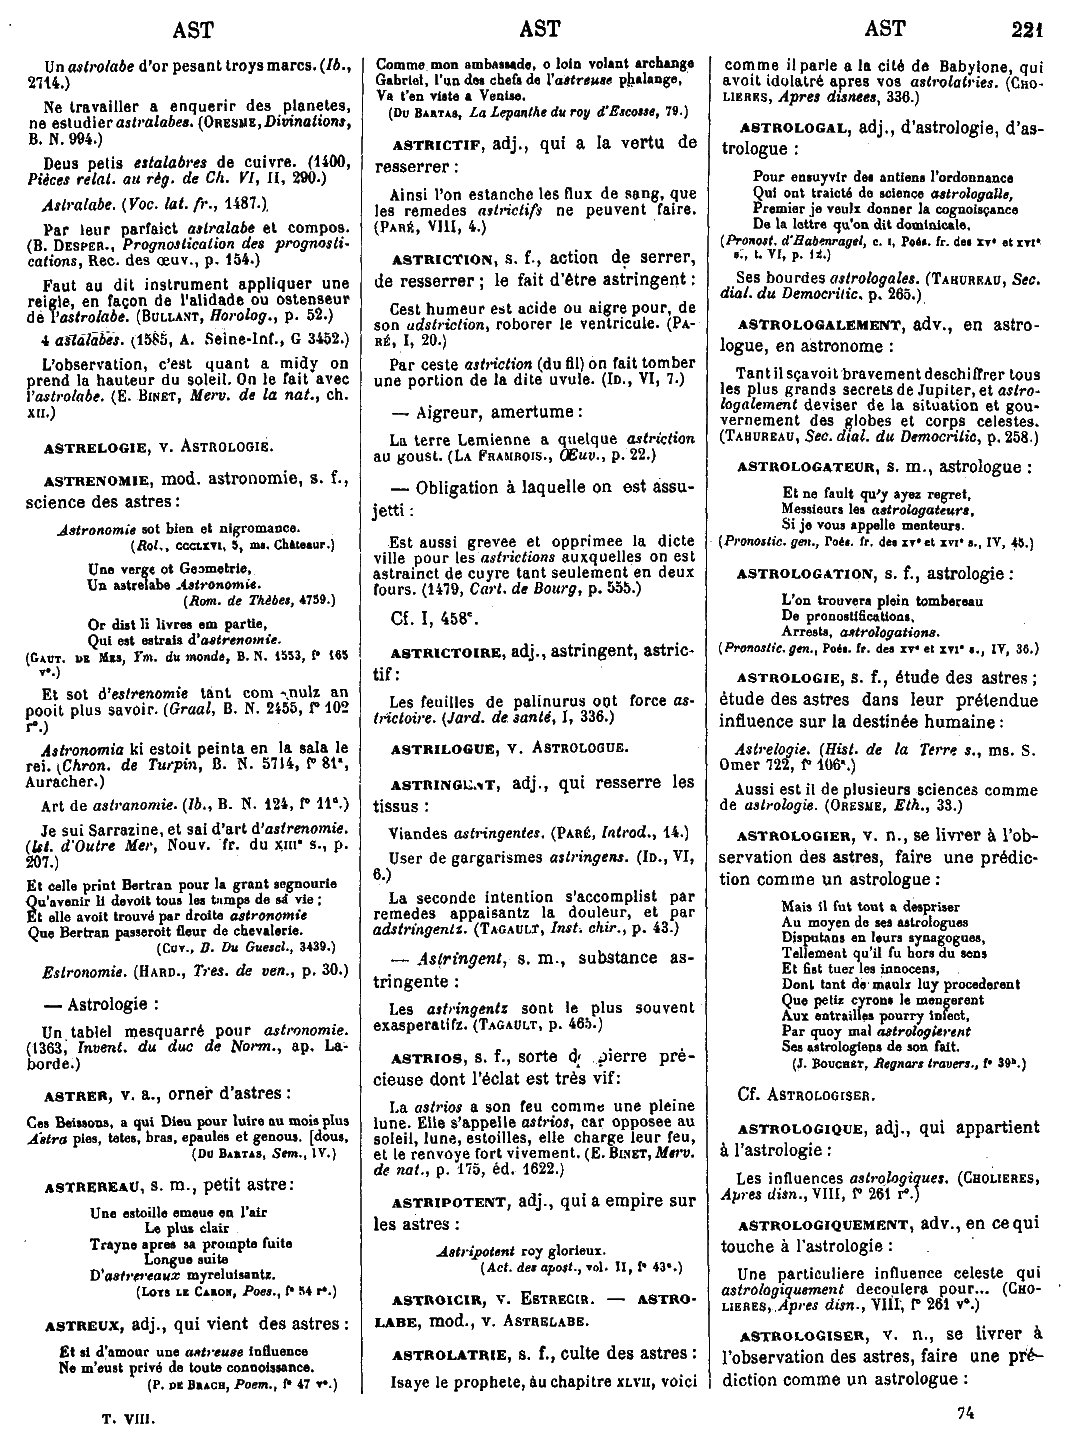 AST AST AST 221
Un astrolabe d'or pesant troys marcs. (Ib.,
2714.)
Ne travailler a enquerir des planetes,
ne estudier astralabes. (ORESME, Divinations,
B. N. 994.)
Deus petis estalabres de cuivre. (1400,
Pièces relat. au règ. de Ch. VI, II, 290.)
Astralabe. (Voc. lat. fr., 1487.)
Par leur parfaict astralabe et compos.
(B. DESPER., Prognostication des prognosti-
cations, Rec. des œuv., p. 154.)
Faut au dit instrument appliquer une
reigle, en façon de l'alidade ou ostenseur
de l'astrolabe. (BULLANT, Horolog., p. 52.)
4 astalabes. (1585, A. Seine-Inf., G 3452.)
L'observation, c'est quant a midy on
prend la hauteur du soleil. On le fait avec
l'astrolabe. (E. BINET, Merv. de la nat., ch.
XII.)
ASTRELOGIE, v. ASTROLOGIE.
ASTRENOMIE, mod. astronomie, s. f.,
science des astres :
Astronomie sot bien et nigromance.
(Rol., CCCLXVI, 5, ms. Châteaur.)
Une verge ot Geometrie,
Un astrelabe Astronomie.
(Rom. de Thèbes, 4759.)
Or dist li livres em partie,
Qui est estrais d'astrenomie.
(GAUT. DE MES, Ym. du monde, B. N. 1553, f° 165
v°.)
Et sot d'estrenomie tant com nulz an
pooit plus savoir. (Graal, B. N. 2455, f° 102
r°.)
Astronomia ki estoit peinta en la sala le
rei. (Chron. de Turpin, B. N. 5714, f° 81ª,
Auracher.)
Art de astranomie. (Ib., B. N. 124, f° 11ª.)
Je sui Sarrazine, et sai d'art d'astrenomie.
(Ist. d'Outre Mer, Nouv. fr. du XIIIe s., p.
207.)
Et celle print Bertran pour la grant segnourie
Qu'avenir li devoit tous les tamps de sa vie ;
Et elle avoit trouvé par droite astronomie
Que Bertran passeroit fleur de chevalerie.
(CUV., B. Du Guescl., 3439.)
Estronomie. (HARD., Tres. de ven., p. 30.)
— Astrologie :
Un tablel mesquarré pour astronomie.
(1363, Invent. du duc de Norm., ap. La-
borde.)
ASTRER, v. a., orner d'astres :
Ces Bessons, a qui Dieu pour luire au mois plus
Astra pies, testes, bras, epaules et genous. [dous,
(DU BARTAS, Sem., IV.)
ASTREREAU, s. m., petit astre :
Une estoille emeue en l'air
Le plus clair
Trayne apres sa prompte fuite
Longue suite
D'astrereaux myreluisantz.
(LOYS LE CARON, Poes., f° 54 r°.)
ASTREUX, adj., qui vient des astres :
Et si d'amour une astreuse influence
Ne m'eust privé de toute connoissance.
(P. DE BRACH, Poem., f° 47 v°.)
T. VIII.
Comme mon ambassade, o loin volant archange
Gabriel, l'un des chefs de l'astreuse phalange,
Va t'en viste a Venise.
(DU BARTAS, La Lepanthe du roy d'Escosse, 79.)
ASTRICTIF, adj., qui a la vertu de
resserrer :
Ainsi l'on estanche les flux de sang, que
les remedes astrictifs ne peuvent faire.
(PARÉ, VIII, 4.)
ASTRICTION, s. f., action de serrer,
de resserrer ; le fait d'être astringent :
Cest humeur est acide ou aigre pour, de
son adstriction, roborer le ventricule. (PA-
RÉ, I, 20.)
Par ceste astriction (du fil) on fait tomber
une portion de la dite uvule. (ID., VI, 7.)
— Aigreur, amertume :
La terre Lemienne a quelque astriction
au goust. (LA FRAMBOIS., Œuv., p. 22.)
— Obligation à laquelle on est assu-
jetti :
Est aussi grevee et opprimee la dicte
ville pour les astrictions auxquelles on est
astrinct de cuyre tant seulement en deux
fours. (1479, Cart. de Bourg, p. 555.)
Cf. I, 458c.
ASTRICTOIRE, adj., astringent, astric-
tif :
Les feuilles de palinurus ont force as-
trictoire. (Jard. de santé, I, 336.)
ASTRILOGUE, v. ASTROLOGUE.
ASTRINGENT, adj., qui resserre les
tissus :
Viandes astringentes. (PARÉ, Introd., 14.)
User de gargarismes astringens. (ID., VI,
6.)
La seconde intention s'accomplist par
remedes appaisantz la douleur, et par
adstringentz. (TAGAULT, Inst. chir., p. 43.)
— Astringent, s. m., substance as-
tringente :
Les astringentz sont le plus souvent
exasperatifz. (TAGAULT, p. 465.)
ASTRIOS, s. f., sorte de pierre pré-
cieuse dont l'éclat est très vif :
La astrios a son feu comme une pleine
lune. Elle s'appelle astrios, car opposee au
soleil, lune, estoilles, elle charge leur feu,
et le renvoye fort vivement. (E. BINET, Merv.
de nat., p. 175, éd. 1622.)
ASTRIPOTENT, adj., qui a empire sur
les astres :
Astripotent roy glorieux.
(Act. des apost., vol. II, f° 43ª.)
ASTROICIR, v. ESTRECIR. — ASTRO-
LABE, mod., v. ASTRELABE.
ASTROLATRIE, s. f., culte des astres :
Isaye le prophete, au chapitre XLVII, voici
comme il parle a la cité de Babylone, qui
avoit idolatré apres vos astrolatries. (CHO-
LIERES, Apres disnees, 336.)
ASTROLOGAL, adj., d'astrologie, d'as-
trologue :
Pour ensuyvir des antiens l'ordonnance
Qui ont traicté de science astrologalle,
Premier je veulx donner la cognoisçance
De la lettre qu'on dit dominicale.
(Pronost. d'Habenragel, c. I, Poés. fr. des XVe et XVIe
s., t. VI, p. 12.)
Ses bourdes astrologales. (TAHUREAU, Sec.
dial. du Democritic, p. 265.)
ASTROLOGALEMENT, adv., en astro-
logue, en astronome :
Tant il sçavoit bravement deschiffrer tous
les plus grands secrets de Jupiter, et astro-
logalement deviser de la situation et gou-
vernement des globes et corps celestes.
(TAHUREAU, Sec. dial. du Democritic, p. 258.)
ASTROLOGATEUR, s. m., astrologue :
Et ne fault qu'y ayez regret,
Messieurs les astrologateurs,
Si je vous appelle menteurs.
(Pronostic. gen., Poés. fr. des XVe et XVIe s., IV, 45.)
ASTROLOGATION, s. f., astrologie :
L'on trouvera plein tombereau
De pronostifications,
Arrests, astrologations.
(Pronostic. gen., Poés. fr. des XVe et XVIe s., IV, 36.)
ASTROLOGIE, s. f., étude des astres ;
étude des astres dans leur prétendue
influence sur la destinée humaine :
Astrelogie. (Hist. de la Terre s., ms. S.
Omer 722, f° 106ª.)
Aussi est il de plusieurs sciences comme
de astrologie. (ORESME, Eth., 33.)
ASTROLOGIER, v. n., se livrer à l'ob-
servation des astres, faire une prédic-
tion comme un astrologue :
Mais il fut tout a despriser
Au moyen de ses astrologues
Disputans en leurs synagogues,
Tellement qu'il fu hors du sens
Et fist tuer les innocens,
Dont tant de maulx luy procederent
Que petiz cyrons le mengerent
Aux entrailles pourry infect,
Par quoy mal astrologierent
Ses astrologiens de son fait.
(J. BOUCHET, Regnars travers., f° 39b.)
Cf. ASTROLOGISER.
ASTROLOGIQUE, adj., qui appartient
à l'astrologie :
Les influences astrologiques. (CHOLIERES,
Apres disn., VIII, f° 261 r°.)
ASTROLOGIQUEMENT, adv., en ce qui
touche à l'astrologie :
Une particuliere influence celeste qui
astrologiquement decoulera pour... (CHO-
LIERES, Apres disn., VIII, f° 261 v°.)
ASTROLOGISER, v. n., se livrer à
l'observation des astres, faire une pré-
diction comme un astrologue :
74